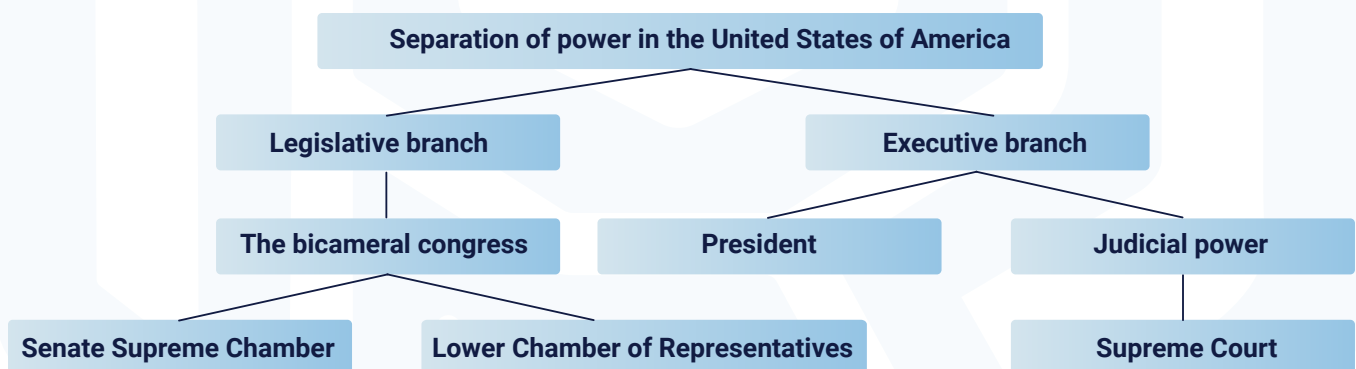 Separation of power in the United States of America
Legislative branch
Executive branch
The bicameral congress
President
Judicial power
Senate Supreme Chamber
Lower Chamber of Representatives
Supreme Court